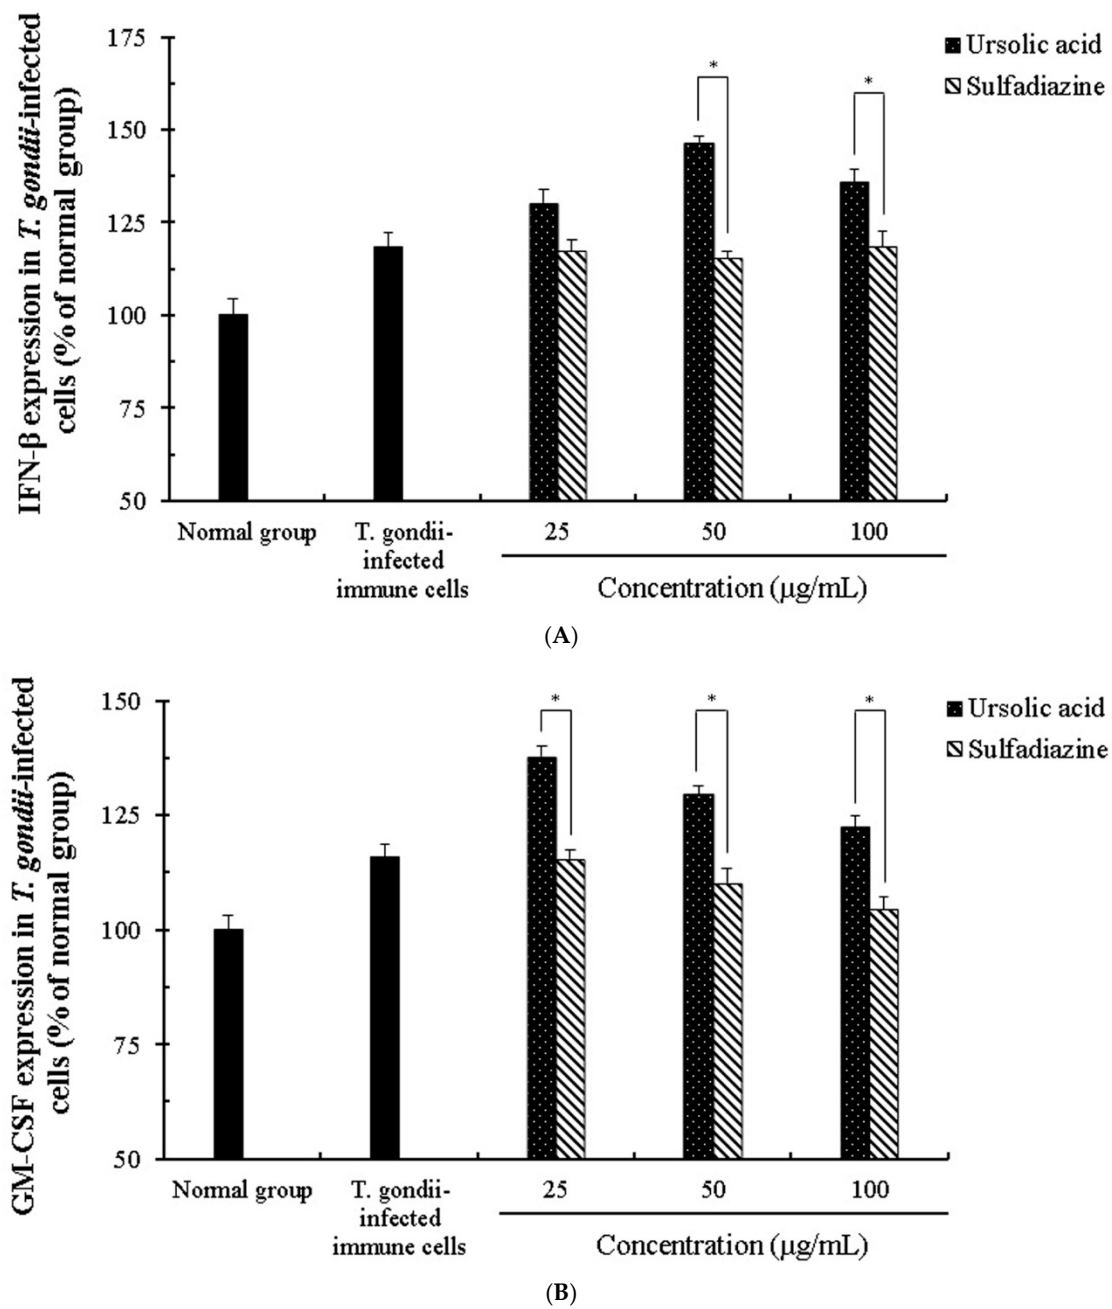 IFN-β expression in T. gondii-infected
cells (% of normal group)
175
150
125
100
75
50
* *
Ursolic acid
Sulfadiazine
Normal group
T. gondii-
infected
immune cells
25 50 100
Concentration (µg/mL)
(A)
GM-CSF expression in T. gondii-infected
cells (% of normal group)
150
125
100
75
50
* * *
Ursolic acid
Sulfadiazine
Normal group
T. gondii-
infected
immune cells
25 50 100
Concentration (µg/mL)
(B)